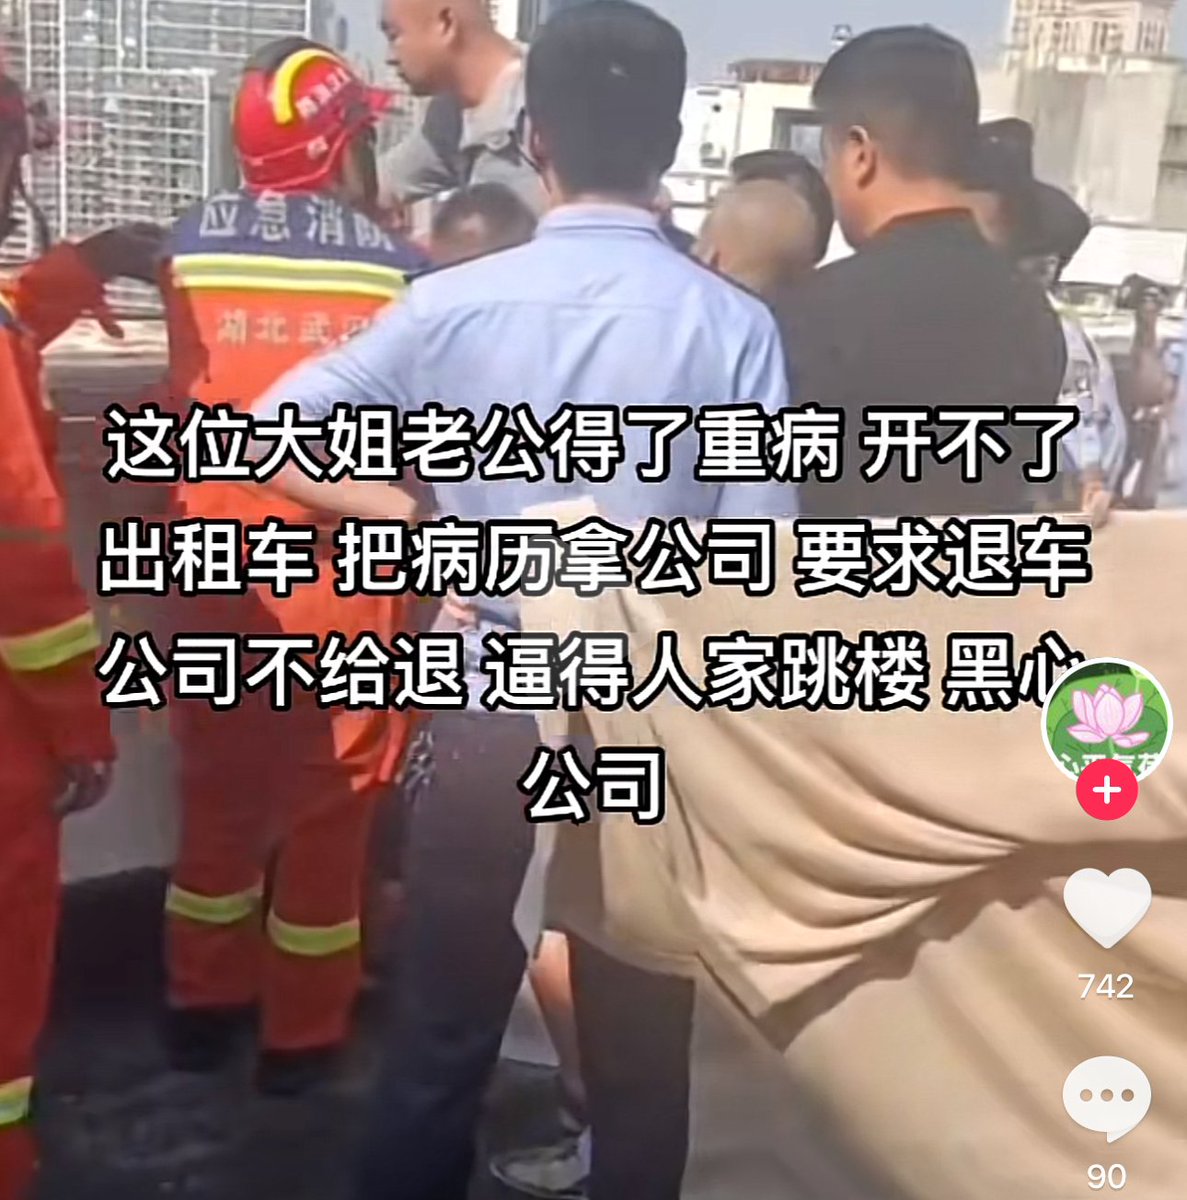 应急消防
湖北武汉
这位大姐老公得了重病 开不了
出租车 把病历拿公司 要求退车
公司不给退 逼得人家跳楼 黑心
公司
742
90